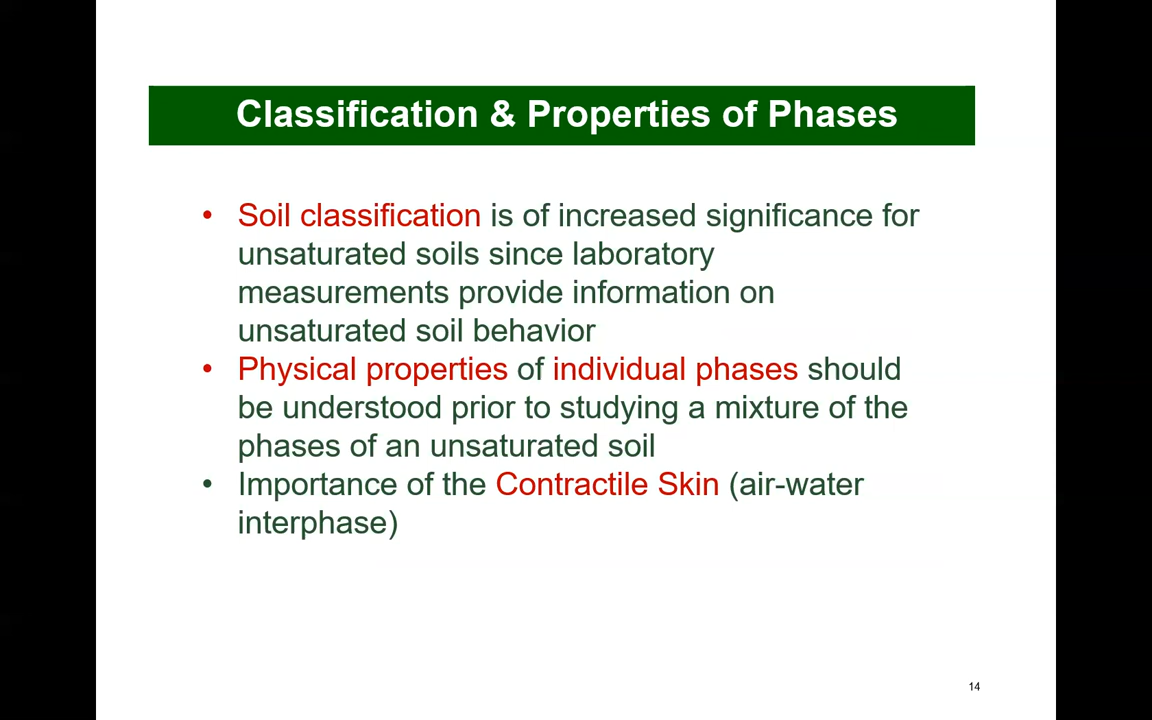 Classification & Properties of Phases
• Soil classification is of increased significance for
unsaturated soils since laboratory
measurements provide information on
unsaturated soil behavior
• Physical properties of individual phases should
be understood prior to studying a mixture of the
phases of an unsaturated soil
• Importance of the Contractile Skin (air-water
interphase)
14